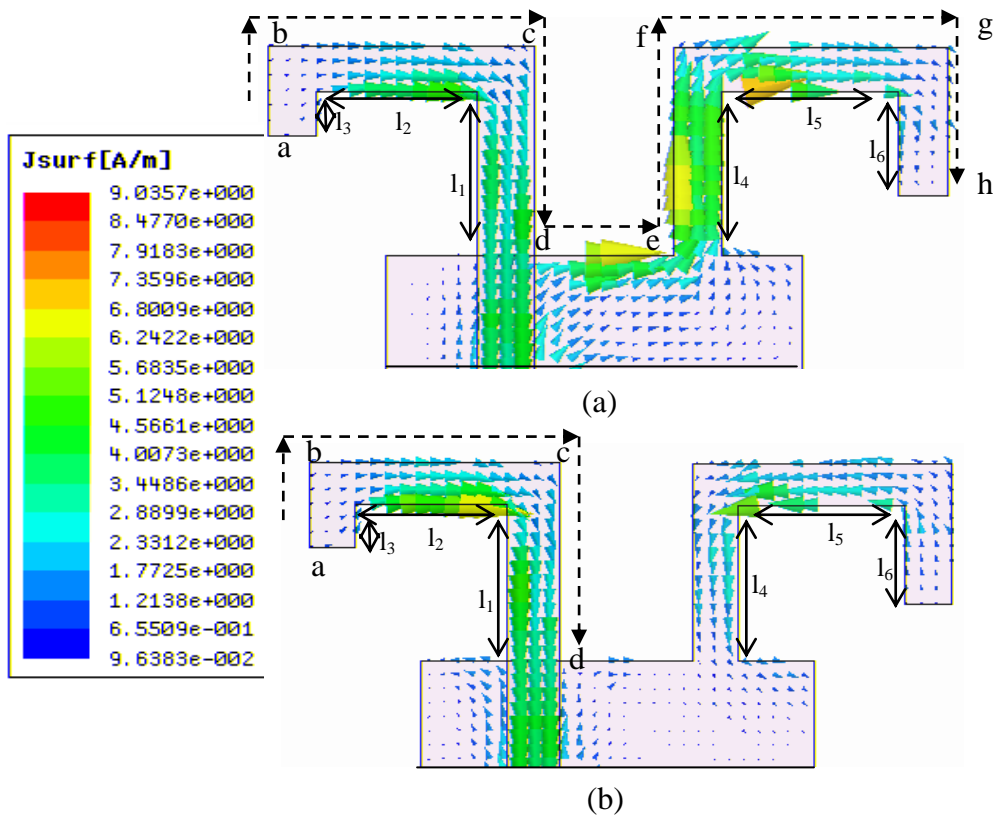 Jsurf[A/m]
9.0357e+000
8.4770e+000
7.9183e+000
7.3596e+000
6.8009e+000
6.2422e+000
5.6835e+000
5.1248e+000
4.5661e+000
4.0073e+000
3.4486e+000
2.8899e+000
2.3312e+000
1.7725e+000
1.2138e+000
6.5509e-001
9.6383e-002
b c f g
l3 l2 l5
a l1 l4 l6 h
d e
(a)
b c
l3 l2 l5
a l1 l4 l6
d
(b)